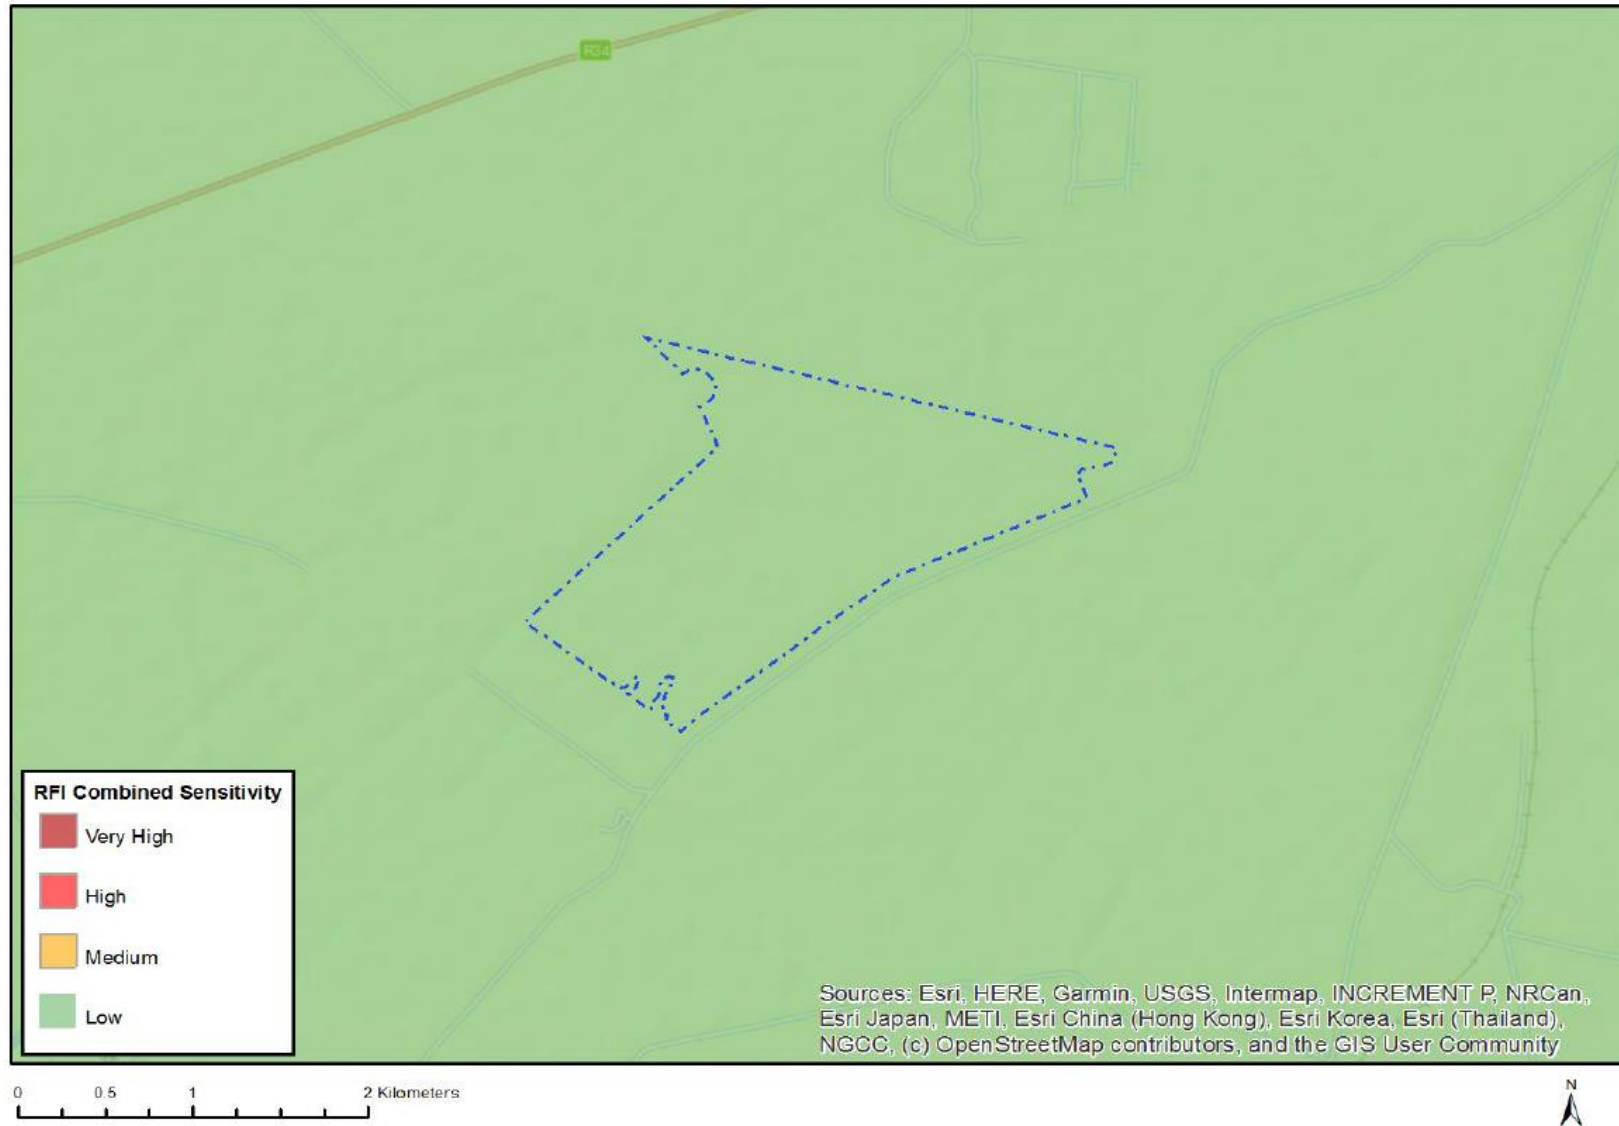 R34
RFI Combined Sensitivity
Very High
High
Medium
Low
Sources: Esri, HERE, Garmin, USGS, Intermap, INCREMENT P, NRCan,
Esri Japan, METI, Esri China (Hong Kong), Esri Korea, Esri (Thailand),
NGCC, (c) OpenStreetMap contributors, and the GIS User Community
0 0.5 1 2 Kilometers
N